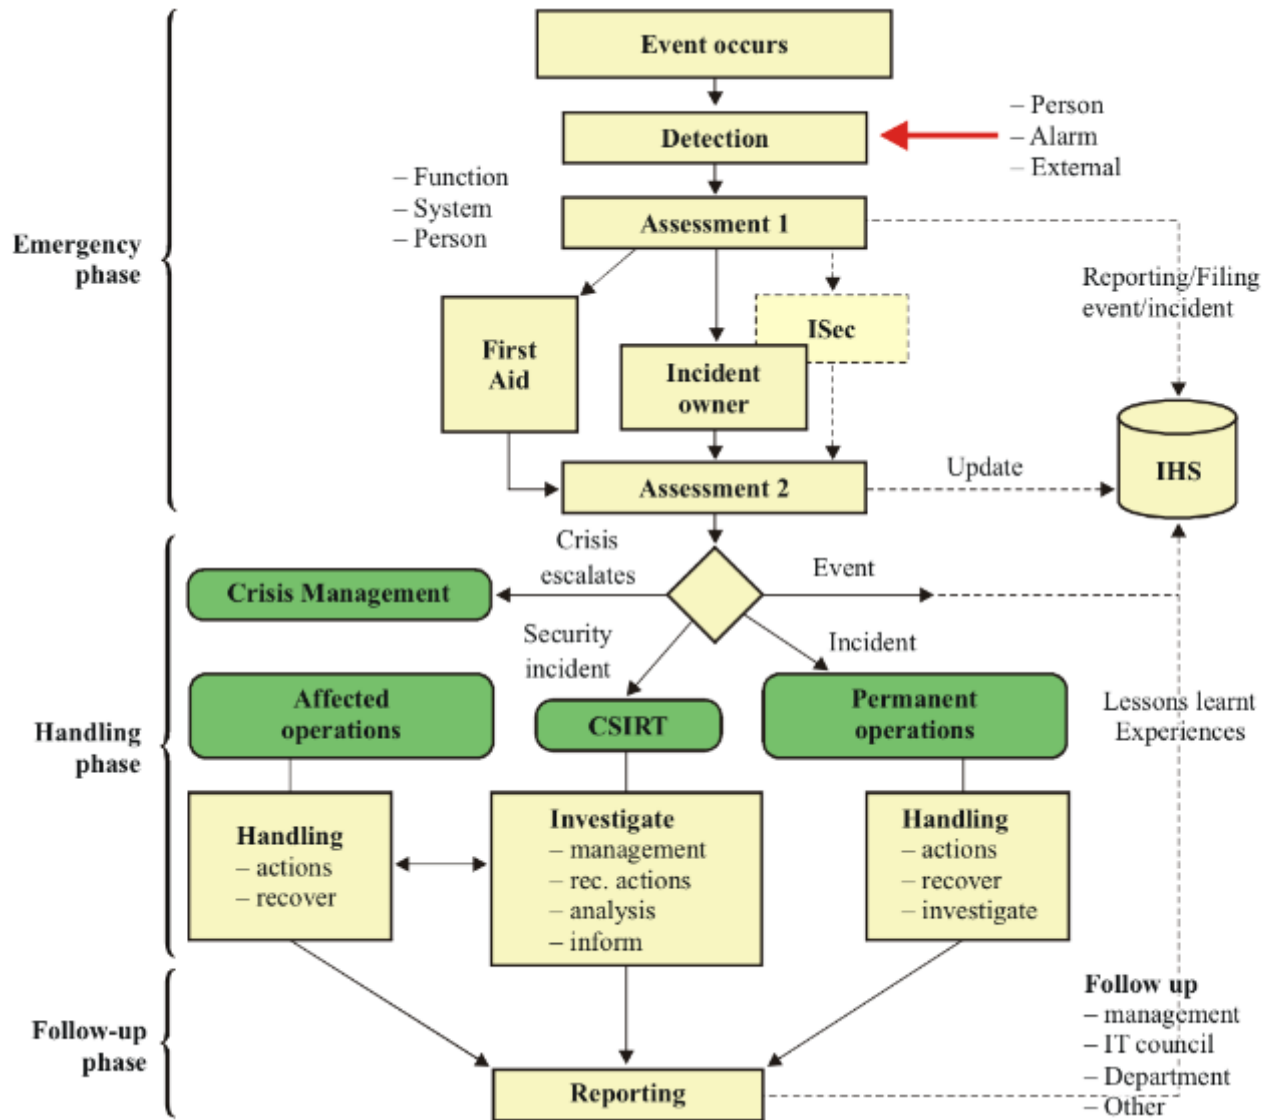 Event occurs
Detection
– Person
– Alarm
– External
– Function
– System
– Person
Assessment 1
Emergency
phase
Reporting/Filing
event/incident
First
Aid
ISec
Incident
owner
Assessment 2
Update
IHS
Crisis
escalates
Event
Crisis Management
Security
incident
Incident
Affected
operations
CSIRT
Permanent
operations
Lessons learnt
Experiences
Handling
phase
Handling
– actions
– recover
Investigate
– management
– rec. actions
– analysis
– inform
Handling
– actions
– recover
– investigate
Follow-up
phase
Reporting
Follow up
– management
– IT council
– Department
– Other